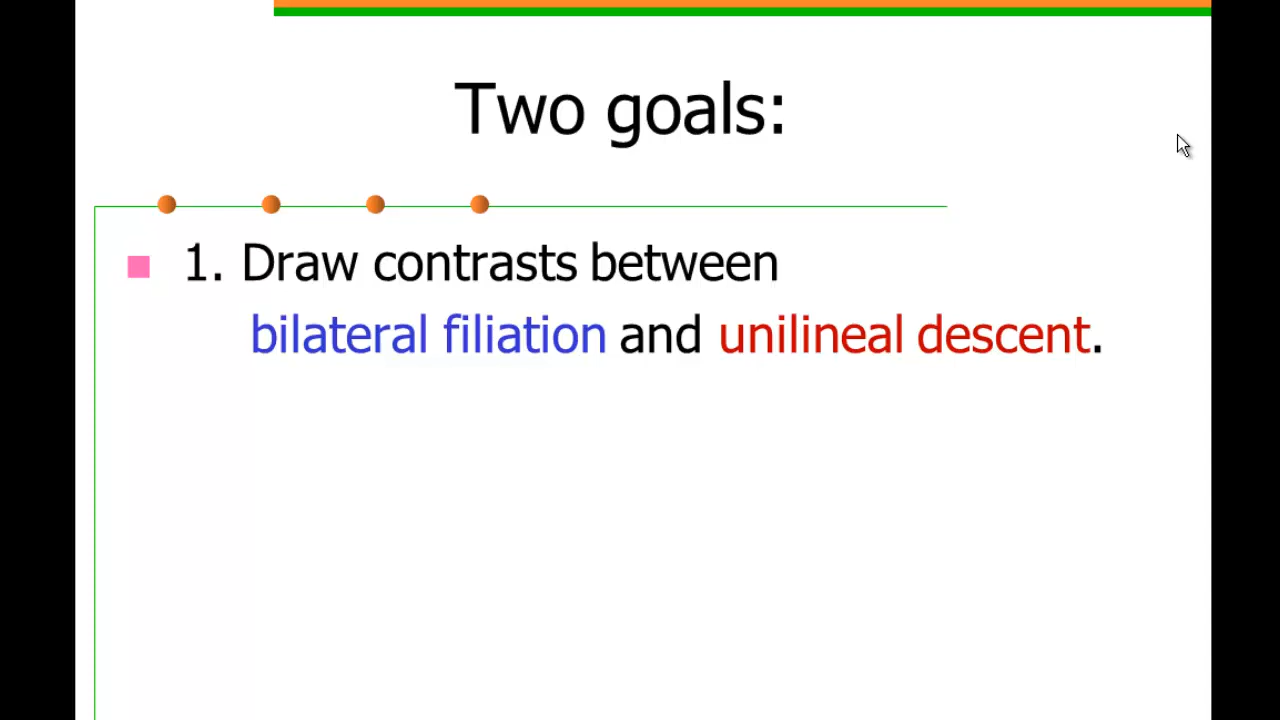 Two goals:
1. Draw contrasts between
bilateral filiation and unilineal descent.